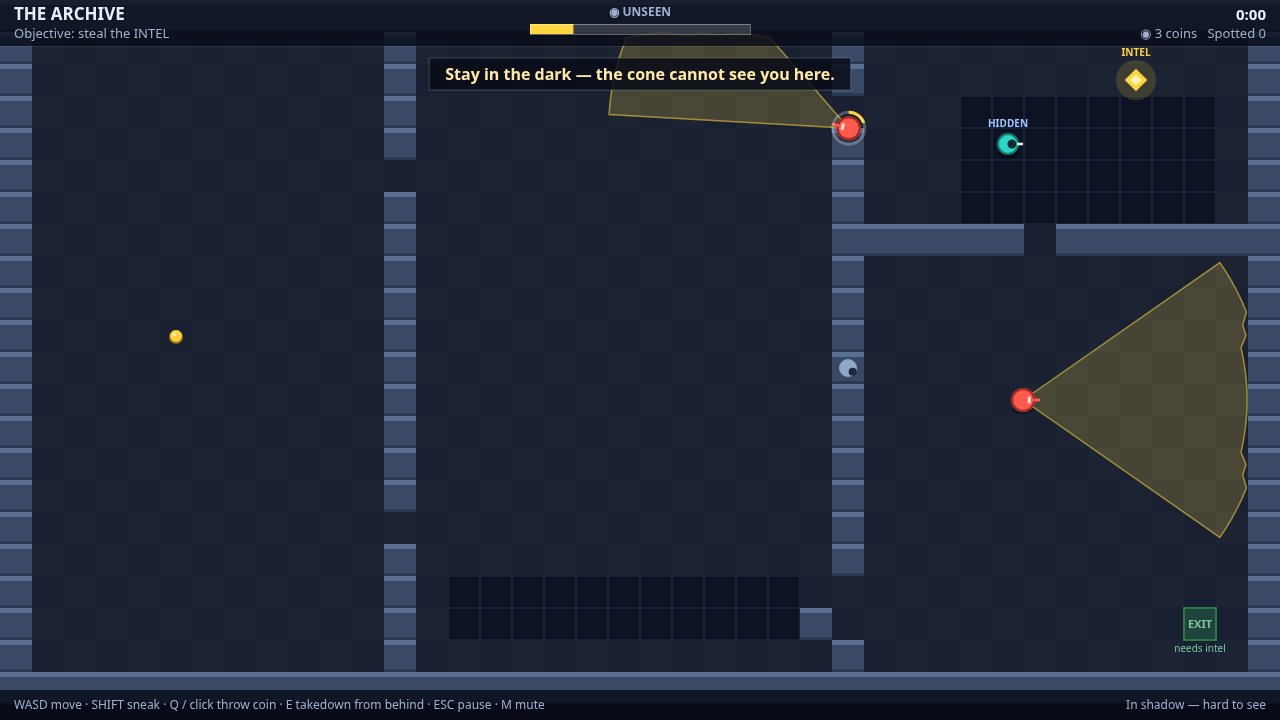 THE ARCHIVE
Objective: steal the INTEL
◉ UNSEEN
0:00
◉ 3 coins Spotted 0
Stay in the dark — the cone cannot see you here.
INTEL
HIDDEN
EXIT
needs intel
WASD move · SHIFT sneak · Q / click throw coin · E takedown from behind · ESC pause · M mute
In shadow — hard to see